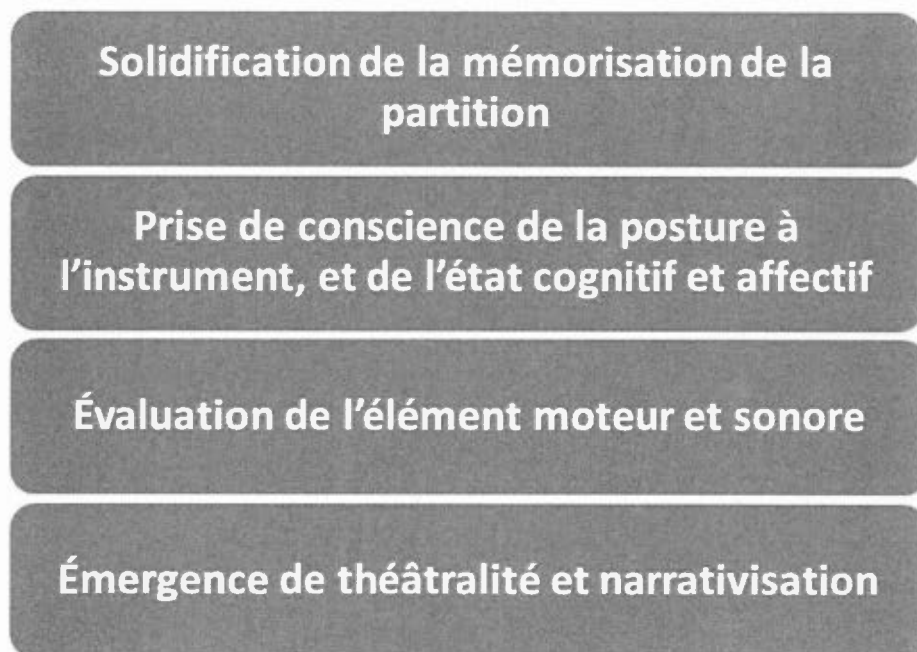 Solidification de la mémorisation de la
partition
Prise de conscience de la posture à
l'instrument, et de l'état cognitif et affectif
Évaluation de l'élément moteur et sonore
Émergence de théâtralité et narrativisation